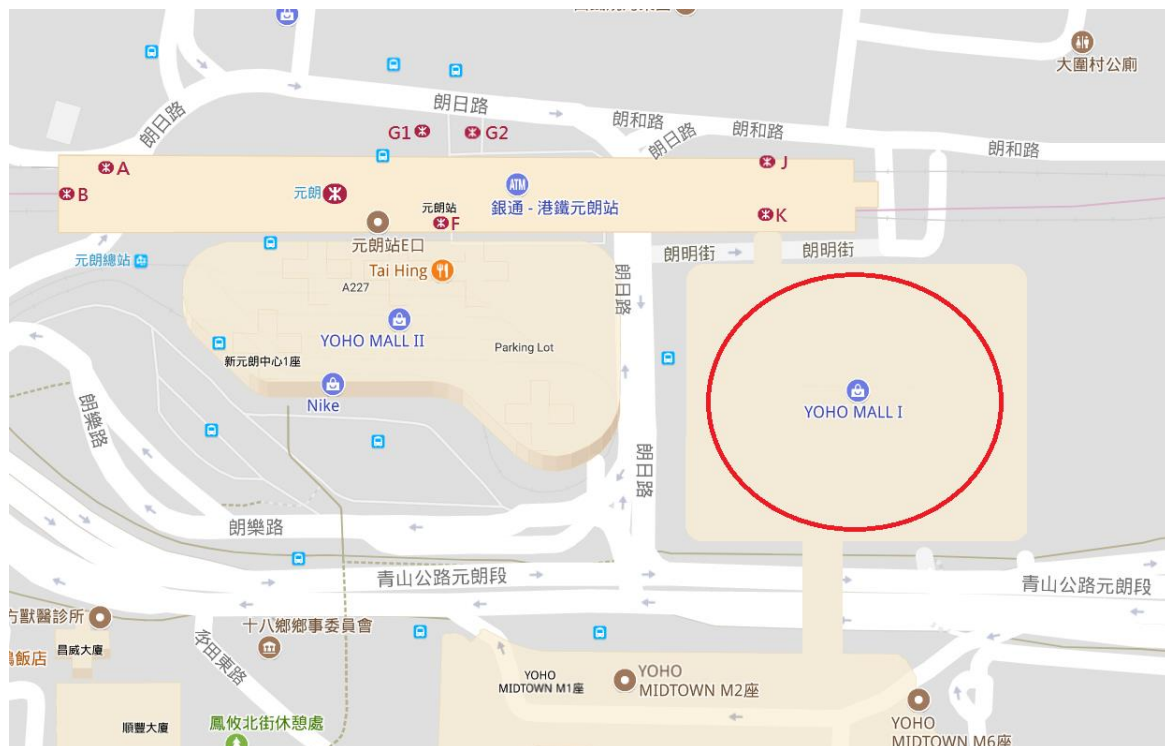 大圍村公廁
朗日路
朗日路
朗和路
朗日路
朗和路
朗和路
G1
G2
A
B
J
元朗
銀通 - 港鐵元朗站
元朗站
F
K
元朗站E口
朗明街
朗明街
元朗總站
Tai Hing
朗日路
A227
YOHO MALL II
Parking Lot
新元朗中心1座
Nike
YOHO MALL I
朗樂路
朗日路
朗樂路
青山公路元朗段
青山公路元朗段
方獸醫診所
十八鄉鄉事委員會
昌威大廈
飯店
YOHO
MIDTOWN M1座
YOHO
MIDTOWN M2座
順豐大廈
鳳攸北街休憩處
YOHO
MIDTOWN M6座
ATM